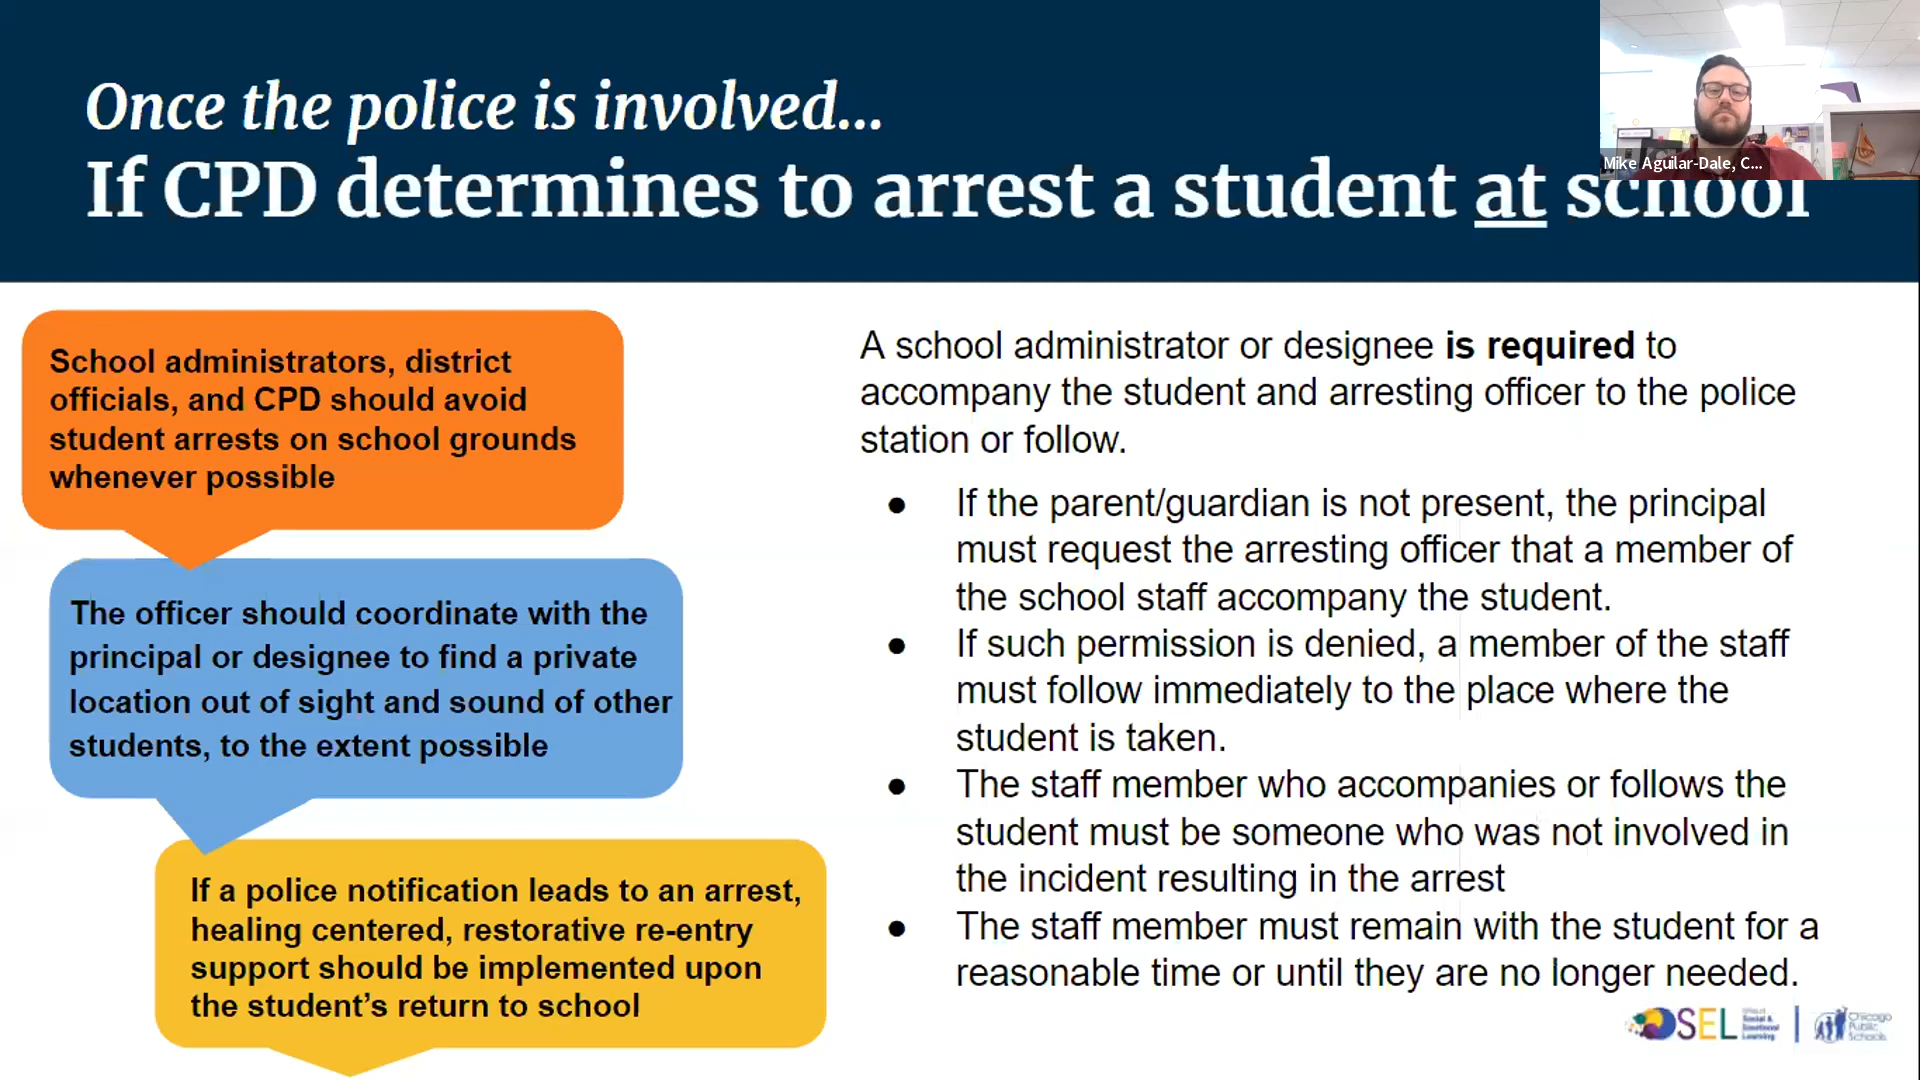 Once the police is involved...
If CPD determines to arrest a student at school
Mike Aguilar-Dale, C...
School administrators, district
officials, and CPD should avoid
student arrests on school grounds
whenever possible
The officer should coordinate with the
principal or designee to find a private
location out of sight and sound of other
students, to the extent possible
If a police notification leads to an arrest,
healing centered, restorative re-entry
support should be implemented upon
the student’s return to school
A school administrator or designee is required to
accompany the student and arresting officer to the police
station or follow.
● If the parent/guardian is not present, the principal
must request the arresting officer that a member of
the school staff accompany the student.
● If such permission is denied, a member of the staff
must follow immediately to the place where the
student is taken.
● The staff member who accompanies or follows the
student must be someone who was not involved in
the incident resulting in the arrest
● The staff member must remain with the student for a
reasonable time or until they are no longer needed.
OSEL
Social &
Emotional
Learning
Chicago
Public
Schools